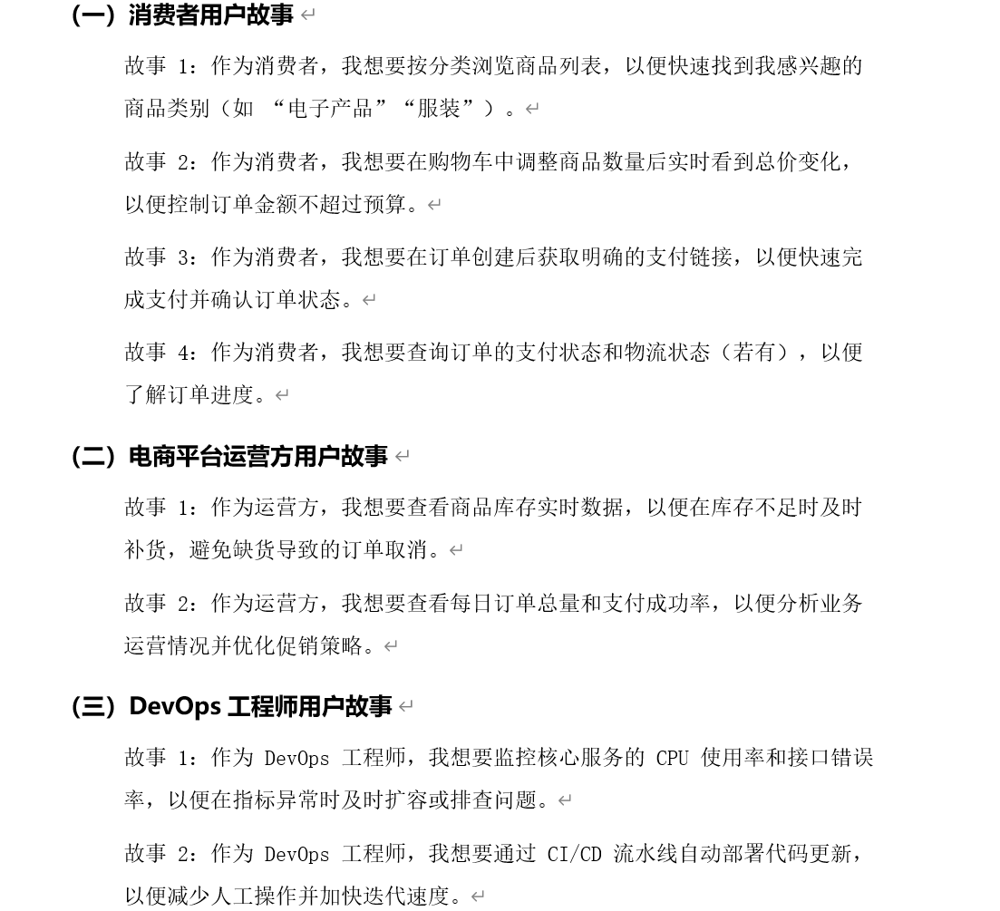 （一）消费者用户故事
故事 1：作为消费者，我想要按分类浏览商品列表，以便快速找到我感兴趣的
商品类别（如 “电子产品”“服装”）。
故事 2：作为消费者，我想要在购物车中调整商品数量后实时看到总价变化，
以便控制订单金额不超过预算。
故事 3：作为消费者，我想要在订单创建后获取明确的支付链接，以便快速完
成支付并确认订单状态。
故事 4：作为消费者，我想要查询订单的支付状态和物流状态（若有），以便
了解订单进度。
（二）电商平台运营方用户故事
故事 1：作为运营方，我想要查看商品库存实时数据，以便在库存不足时及时
补货，避免缺货导致的订单取消。
故事 2：作为运营方，我想要查看每日订单总量和支付成功率，以便分析业务
运营情况并优化促销策略。
（三）DevOps 工程师用户故事
故事 1：作为 DevOps 工程师，我想要监控核心服务的 CPU 使用率和接口错误
率，以便在指标异常时及时扩容或排查问题。
故事 2：作为 DevOps 工程师，我想要通过 CI/CD 流水线自动部署代码更新，
以便减少人工操作并加快迭代速度。